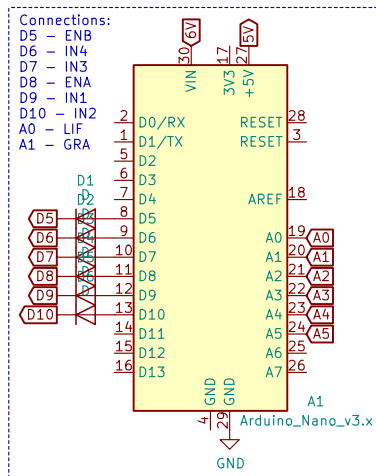 Connections:
D5 - ENB
D6 - IN4
D7 - IN3
D8 - ENA
D9 - IN1
D10 - IN2
A0 - LIF
A1 - GRA
6V
5V
30
17
27
VIN
3V3
+5V
2 D0/RX RESET 28
1 D1/TX RESET 3
5 D2
6 D3
D1
D2
7 D4 AREF 18
D5 8 D5
D6 9 D6 A0 19 A0
D7 10 D7 A1 20 A1
D8 11 D8 A2 21 A2
D9 12 D9 A3 22 A3
D10 13 D10 A4 23 A4
14 D11 A5 24 A5
15 D12 A6 25
16 D13 A7 26
GND
GND
4
29
A1
Arduino_Nano_v3.x
GND